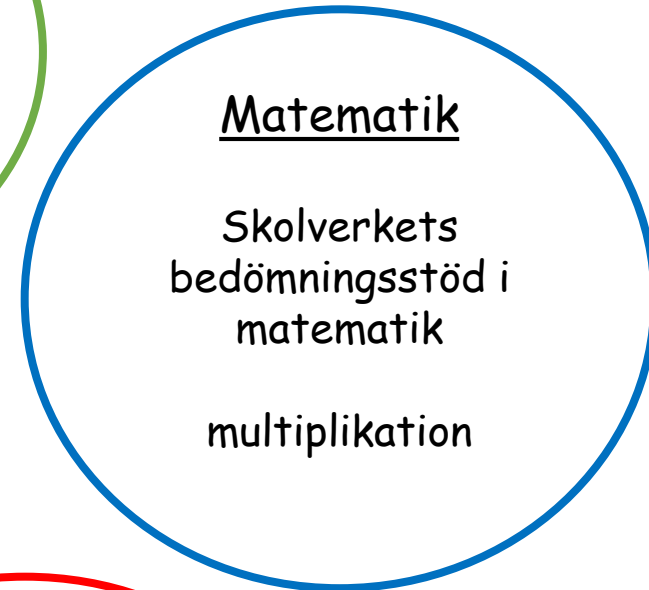 Matematik
Skolverkets
bedömningsstöd i
matematik
multiplikation